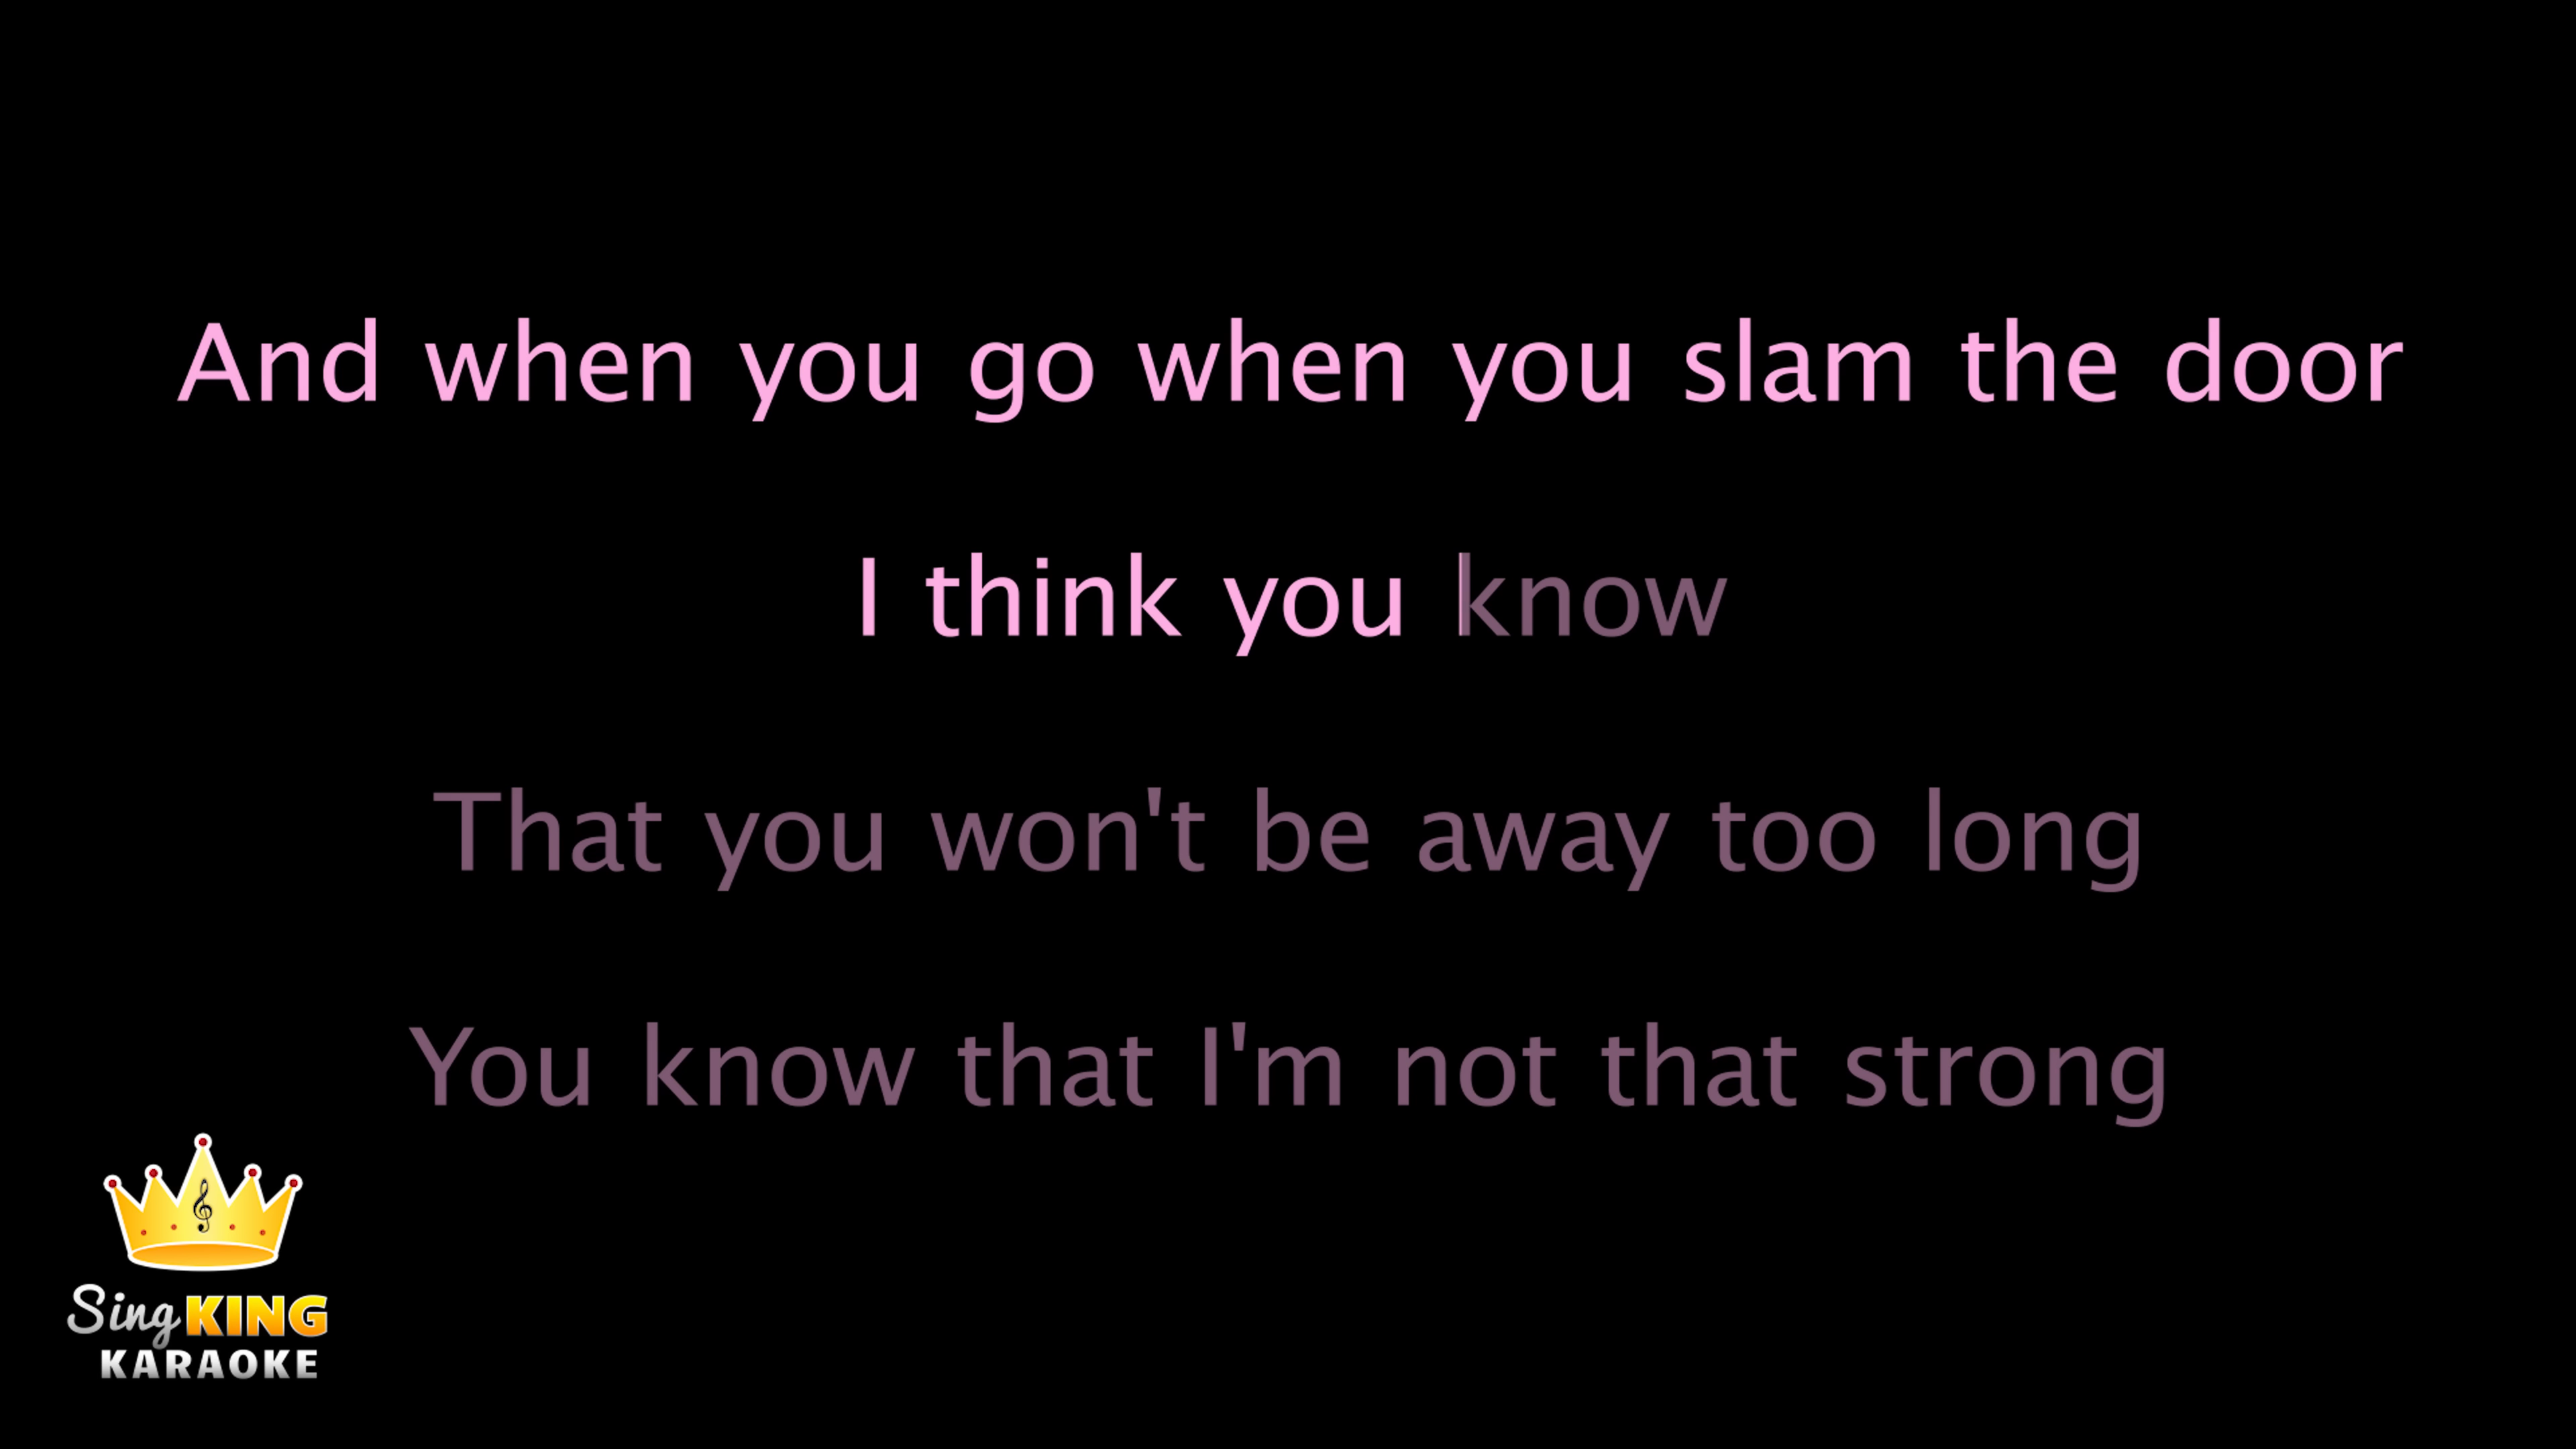 And when you go when you slam the door
I think you know
That you won't be away too long
You know that I'm not that strong
Sing KING
KARAOKE